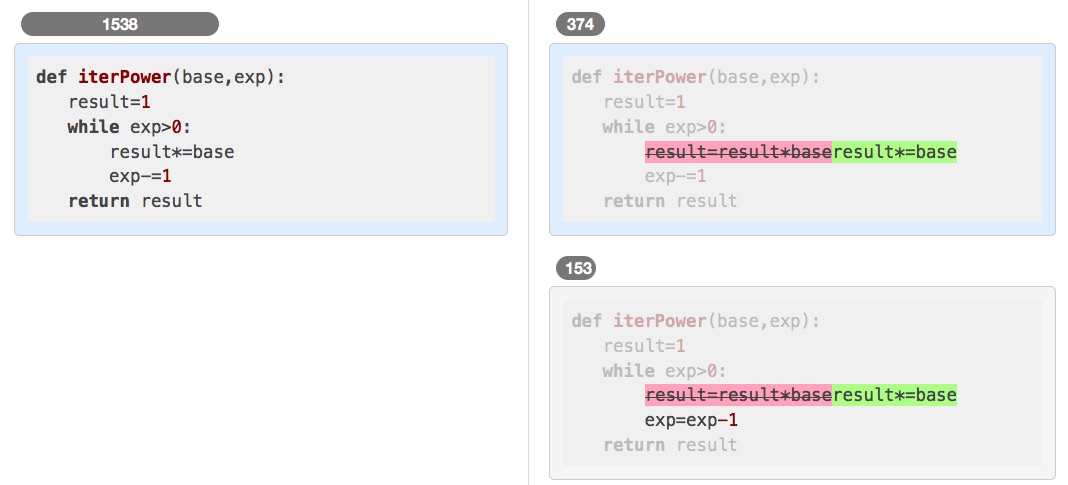 1538
def iterPower(base,exp):
result=1
while exp>0:
result*=base
exp-=1
return result
374
def iterPower(base,exp):
result=1
while exp>0:
result=result*baseresult*=base
exp-=1
return result
153
def iterPower(base,exp):
result=1
while exp>0:
result=result*baseresult*=base
exp=exp-1
return result